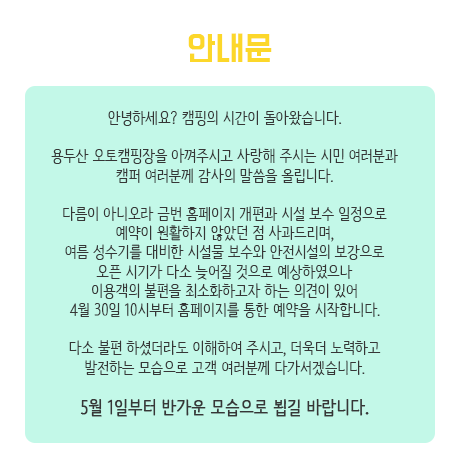 안내문
안녕하세요? 캠핑의 시간이 돌아왔습니다.
용두산 오토캠핑장을 아껴주시고 사랑해 주시는 시민 여러분과
캠퍼 여러분께 감사의 말씀을 올립니다.
다름이 아니오라 금번 홈페이지 개편과 시설 보수 일정으로
예약이 원활하지 않았던 점 사과드리며,
여름 성수기를 대비한 시설물 보수와 안전시설의 보강으로
오픈 시기가 다소 늦어질 것으로 예상하였으나
이용객의 불편을 최소화하고자 하는 의견이 있어
4월 30일 10시부터 홈페이지를 통한 예약을 시작합니다.
다소 불편 하셨더라도 이해하여 주시고, 더욱더 노력하고
발전하는 모습으로 고객 여러분께 다가서겠습니다.
5월 1일부터 반가운 모습으로 뵙길 바랍니다.